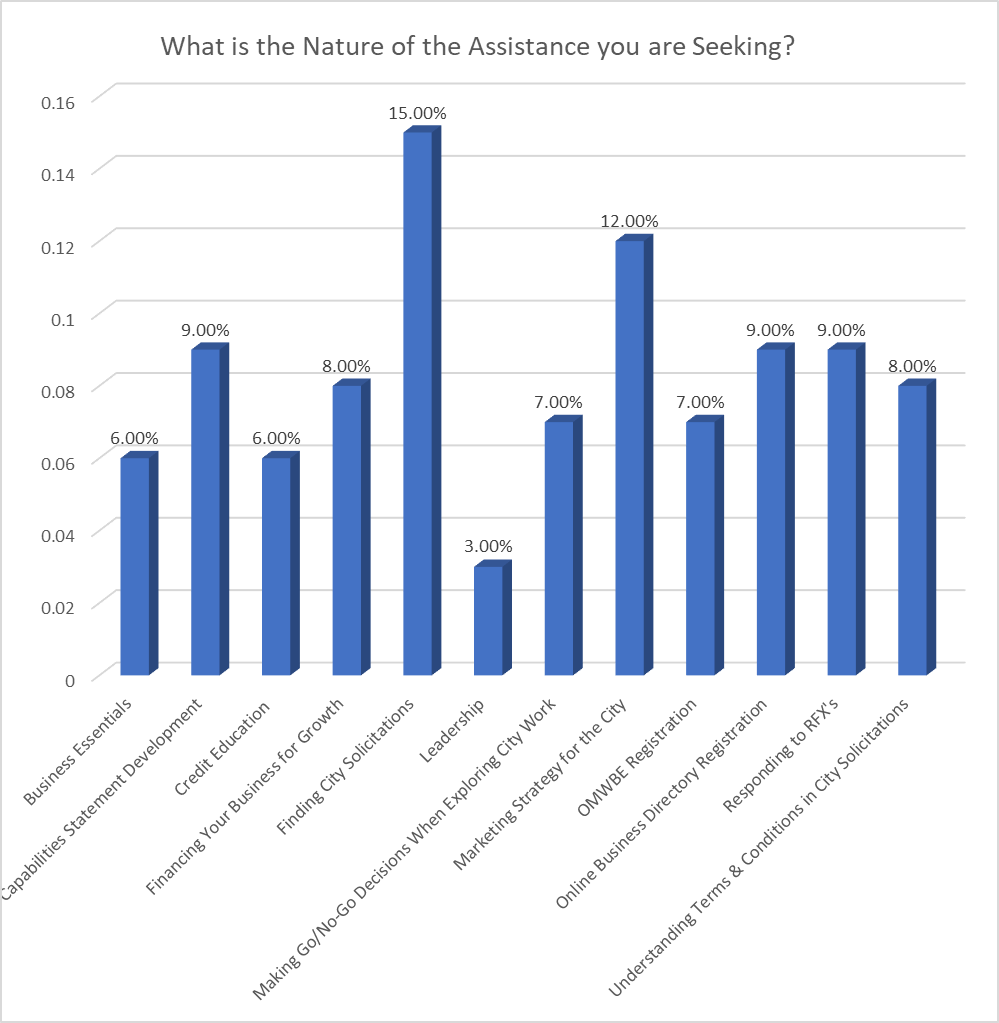 What is the Nature of the Assistance you are Seeking?
0.16
0.14
0.12
0.1
0.08
0.06
0.04
0.02
0
6.00%
9.00%
6.00%
8.00%
15.00%
3.00%
7.00%
12.00%
7.00%
9.00%
9.00%
8.00%
Business Essentials
Capabilities Statement Development
Credit Education
Financing Your Business for Growth
Finding City Solicitations
Leadership
Making Go/No-Go Decisions When Exploring City Work
Marketing Strategy for the City
OMWBE Registration
Online Business Directory Registration
Responding to RFX's
Understanding Terms & Conditions in City Solicitations